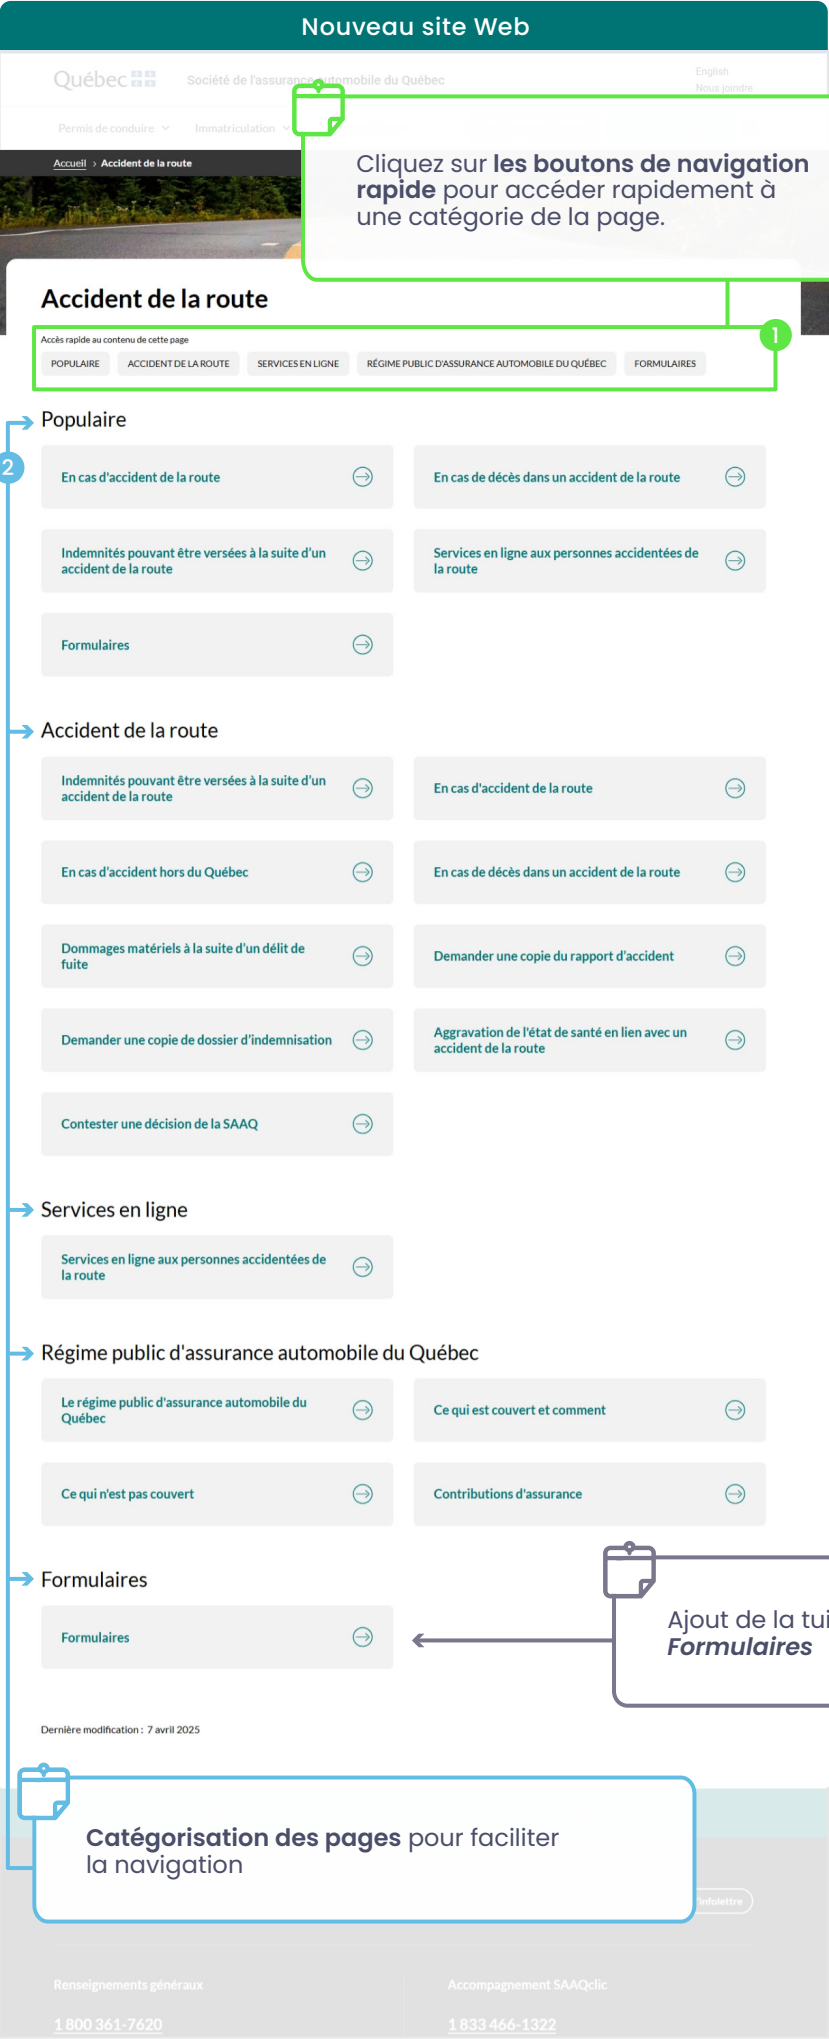 Nouveau site Web
Québec
Société de l'assurance automobile du Québec
English
Nous joindre
Permis de conduire
Immatriculation
Accueil > Accident de la route
Cliquez sur les boutons de navigation
rapide pour accéder rapidement à
une catégorie de la page.
Accident de la route
1
Accès rapide au contenu de cette page
POPULAIRE ACCIDENT DE LA ROUTE SERVICES EN LIGNE RÉGIME PUBLIC D'ASSURANCE AUTOMOBILE DU QUÉBEC FORMULAIRES
Populaire
2
En cas d'accident de la route
En cas de décès dans un accident de la route
Indemnités pouvant être versées à la suite d'un
accident de la route
Services en ligne aux personnes accidentées de
la route
Formulaires
Accident de la route
Indemnités pouvant être versées à la suite d'un
accident de la route
En cas d'accident de la route
En cas d'accident hors du Québec
En cas de décès dans un accident de la route
Dommages matériels à la suite d'un délit de
fuite
Demander une copie du rapport d'accident
Demander une copie de dossier d'indemnisation
Aggravation de l'état de santé en lien avec un
accident de la route
Contester une décision de la SAAQ
Services en ligne
Services en ligne aux personnes accidentées de
la route
Régime public d'assurance automobile du Québec
Le régime public d'assurance automobile du
Québec
Ce qui est couvert et comment
Ce qui n'est pas couvert
Contributions d'assurance
Formulaires
Formulaires
Ajout de la tui
Formulaires
Dernière modification : 7 avril 2025
Catégorisation des pages pour faciliter
la navigation
infolettre
Renseignements généraux
Accompagnement SAAQclic
1 800 361-7620
1 833 466-1322